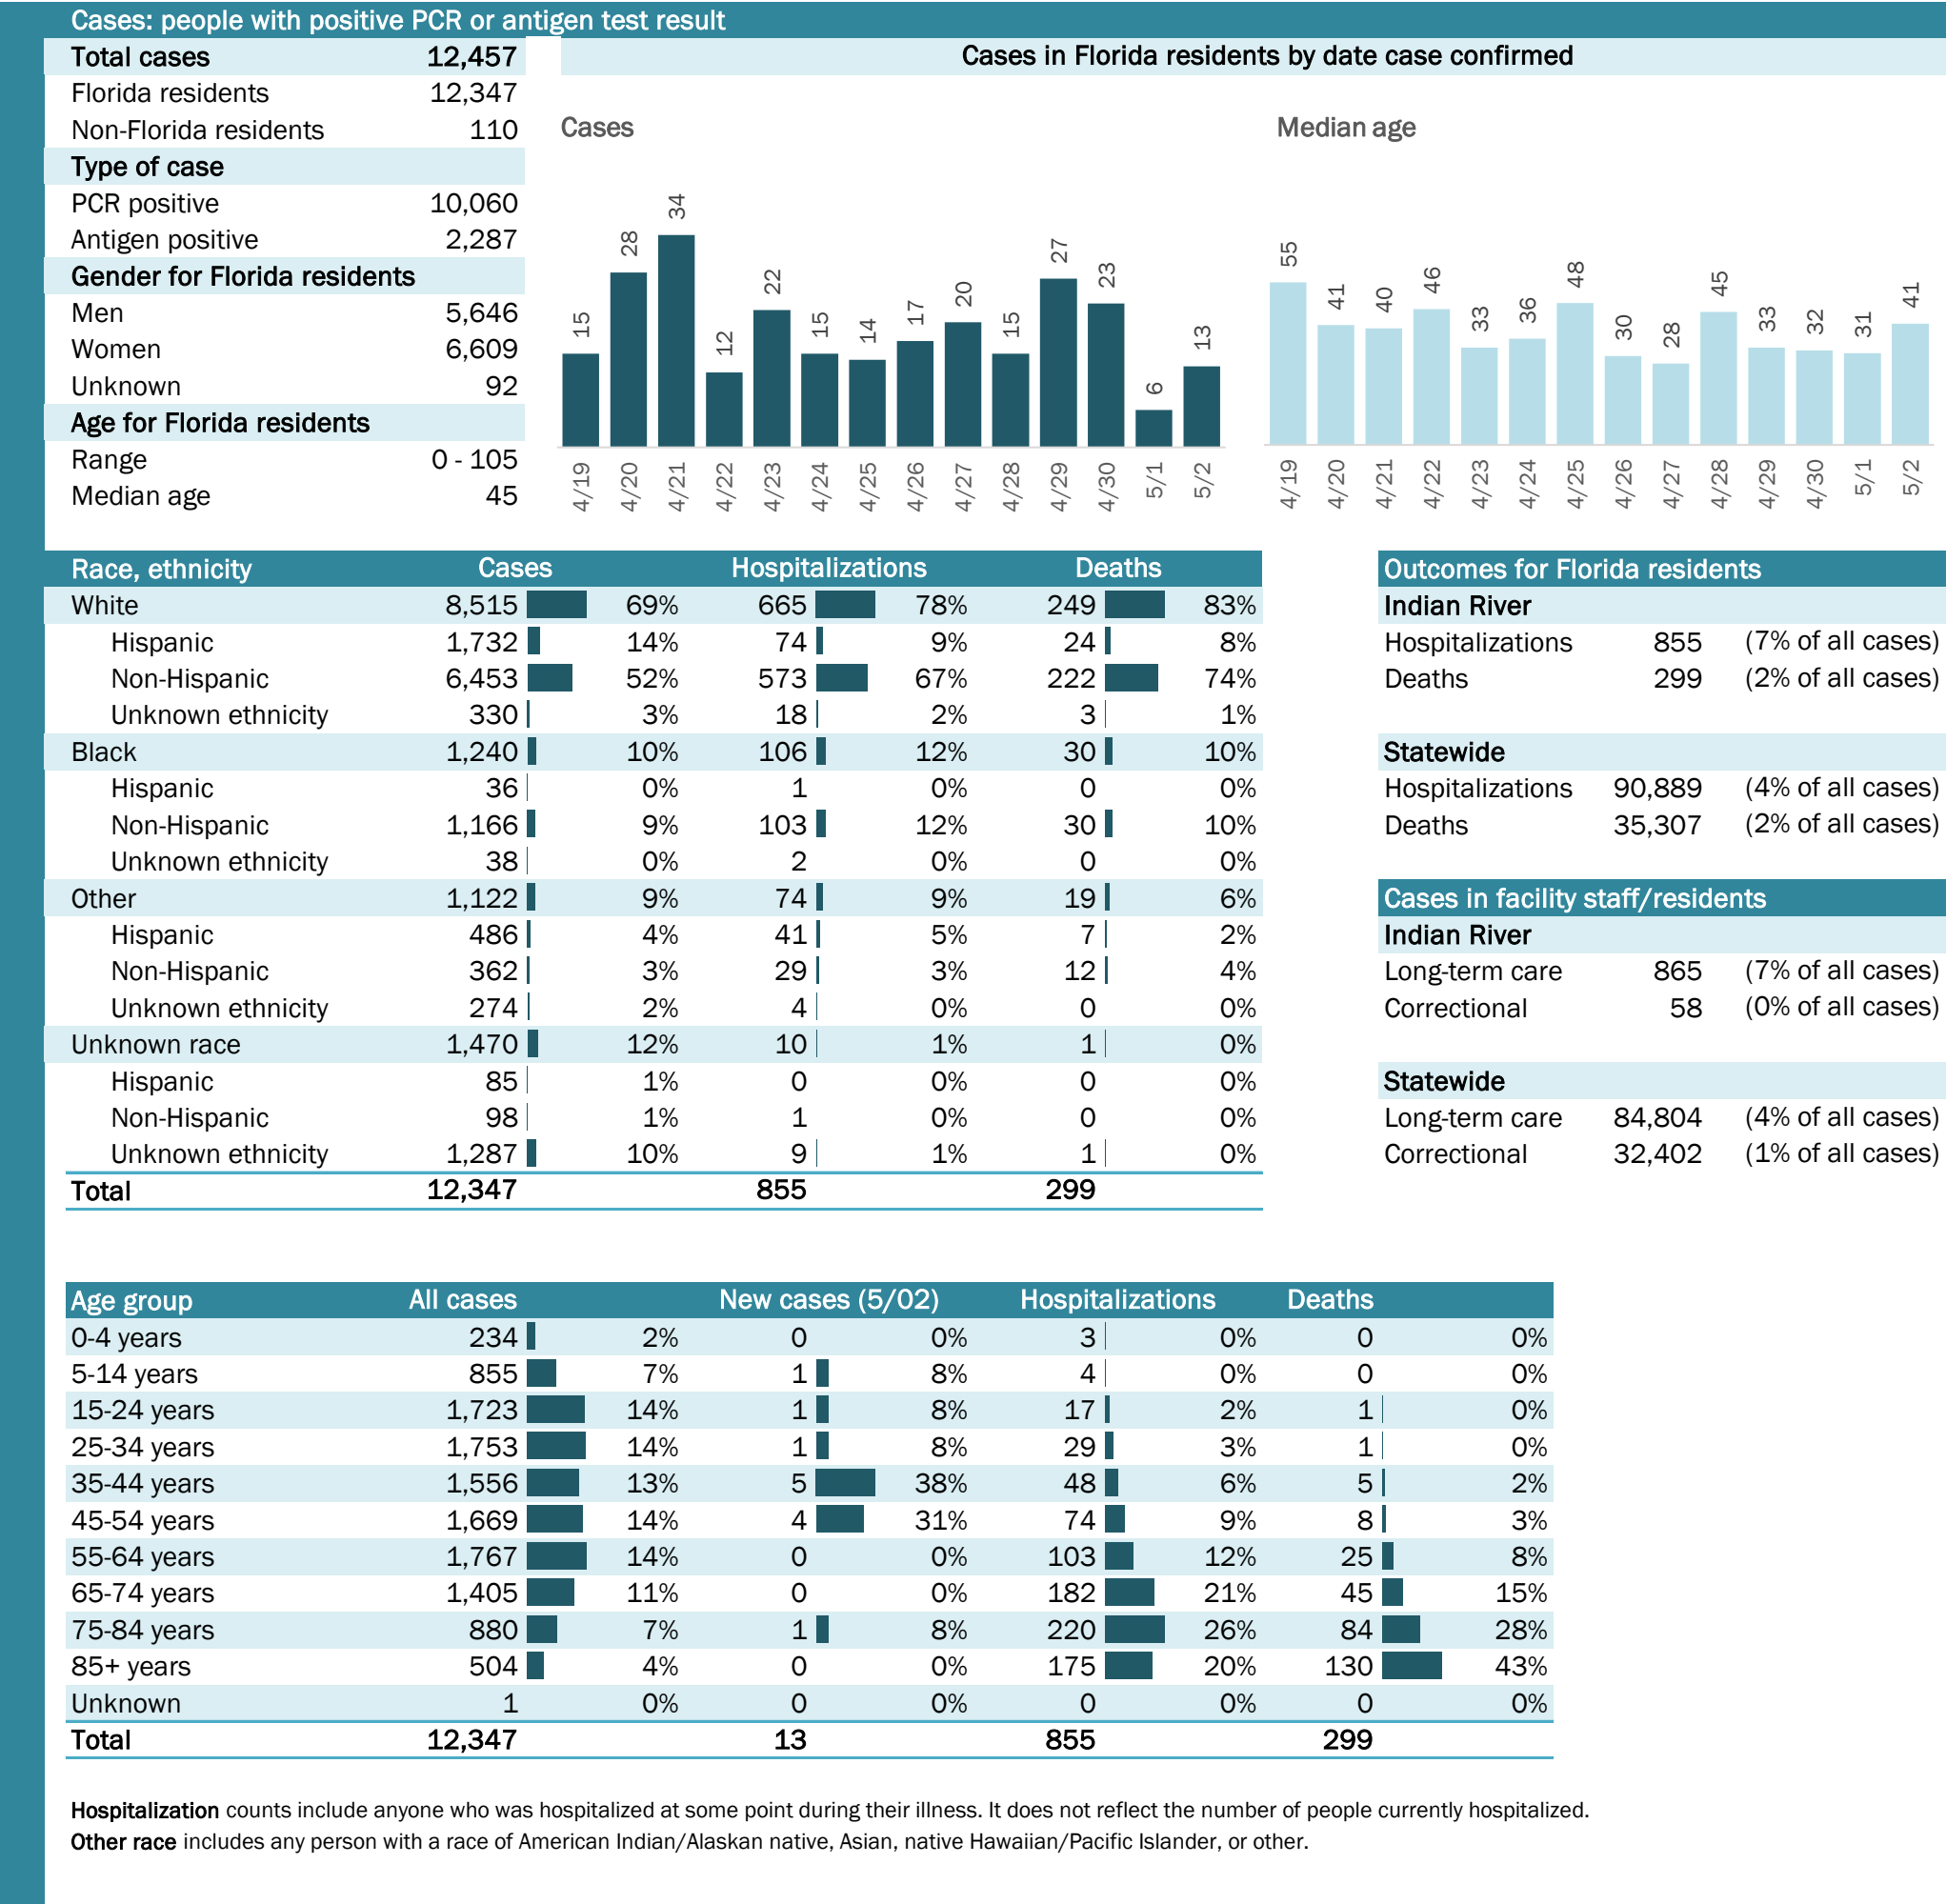 Cases: people with positive PCR or antigen test result
Total cases 12,457
Florida residents 12,347
Non-Florida residents 110
Type of case
PCR positive 10,060
Antigen positive 2,287
Gender for Florida residents
Men 5,646
Women 6,609
Unknown 92
Age for Florida residents
Range 0 - 105
Median age 45
Cases in Florida residents by date case confirmed
Cases
15 28 34 12 22 15 14 17 20 15 27 23 6 13
4/19 4/20 4/21 4/22 4/23 4/24 4/25 4/26 4/27 4/28 4/29 4/30 5/1 5/2
Median age
55 41 40 46 33 36 48 30 28 45 33 32 31 41
4/19 4/20 4/21 4/22 4/23 4/24 4/25 4/26 4/27 4/28 4/29 4/30 5/1 5/2
Race, ethnicity Cases Hospitalizations Deaths
White 8,515 69% 665 78% 249 83%
Hispanic 1,732 14% 74 9% 24 8%
Non-Hispanic 6,453 52% 573 67% 222 74%
Unknown ethnicity 330 3% 18 2% 3 1%
Black 1,240 10% 106 12% 30 10%
Hispanic 36 0% 1 0% 0 0%
Non-Hispanic 1,166 9% 103 12% 30 10%
Unknown ethnicity 38 0% 2 0% 0 0%
Other 1,122 9% 74 9% 19 6%
Hispanic 486 4% 41 5% 7 2%
Non-Hispanic 362 3% 29 3% 12 4%
Unknown ethnicity 274 2% 4 0% 0 0%
Unknown race 1,470 12% 10 1% 1 0%
Hispanic 85 1% 0 0% 0 0%
Non-Hispanic 98 1% 1 0% 0 0%
Unknown ethnicity 1,287 10% 9 1% 1 0%
Total 12,347 855 299
Outcomes for Florida residents
Indian River
Hospitalizations 855 (7% of all cases)
Deaths 299 (2% of all cases)
Statewide
Hospitalizations 90,889 (4% of all cases)
Deaths 35,307 (2% of all cases)
Cases in facility staff/residents
Indian River
Long-term care 865 (7% of all cases)
Correctional 58 (0% of all cases)
Statewide
Long-term care 84,804 (4% of all cases)
Correctional 32,402 (1% of all cases)
Age group All cases New cases (5/02) Hospitalizations Deaths
0-4 years 234 2% 0 0% 3 0% 0 0%
5-14 years 855 7% 1 8% 4 0% 0 0%
15-24 years 1,723 14% 1 8% 17 2% 1 0%
25-34 years 1,753 14% 1 8% 29 3% 1 0%
35-44 years 1,556 13% 5 38% 48 6% 5 2%
45-54 years 1,669 14% 4 31% 74 9% 8 3%
55-64 years 1,767 14% 0 0% 103 12% 25 8%
65-74 years 1,405 11% 0 0% 182 21% 45 15%
75-84 years 880 7% 1 8% 220 26% 84 28%
85+ years 504 4% 0 0% 175 20% 130 43%
Unknown 1 0% 0 0% 0 0% 0 0%
Total 12,347 13 855 299
Hospitalization counts include anyone who was hospitalized at some point during their illness. It does not reflect the number of people currently hospitalized.
Other race includes any person with a race of American Indian/Alaskan native, Asian, native Hawaiian/Pacific Islander, or other.